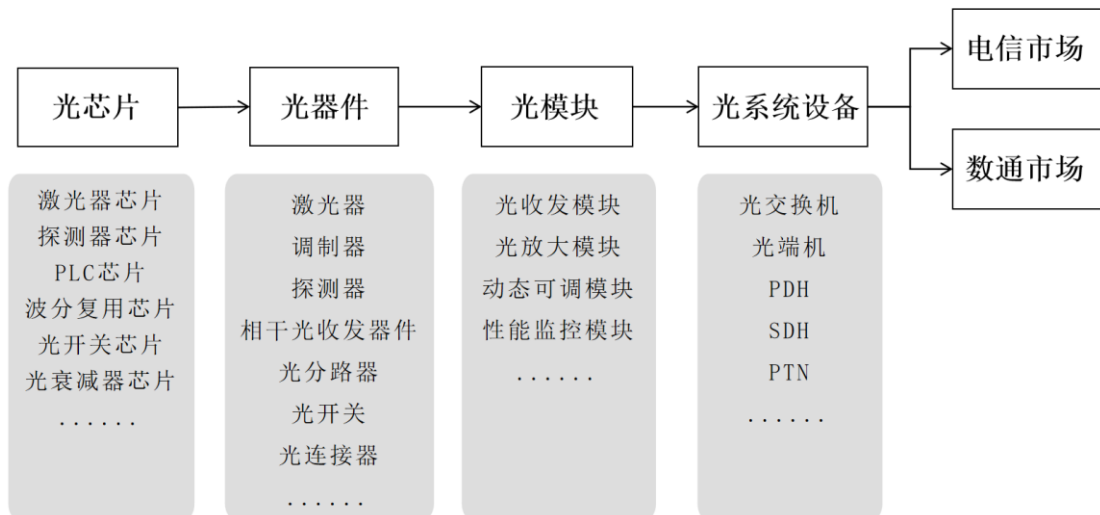 光芯片
光器件
光模块
光系统设备
电信市场
数通市场
激光器芯片
探测器芯片
PLC芯片
波分复用芯片
光开关芯片
光衰减器芯片
......
激光器
调制器
探测器
相干光收发器件
光分路器
光开关
光连接器
......
光收发模块
光放大模块
动态可调模块
性能监控模块
......
光交换机
光端机
PDH
SDH
PTN
......